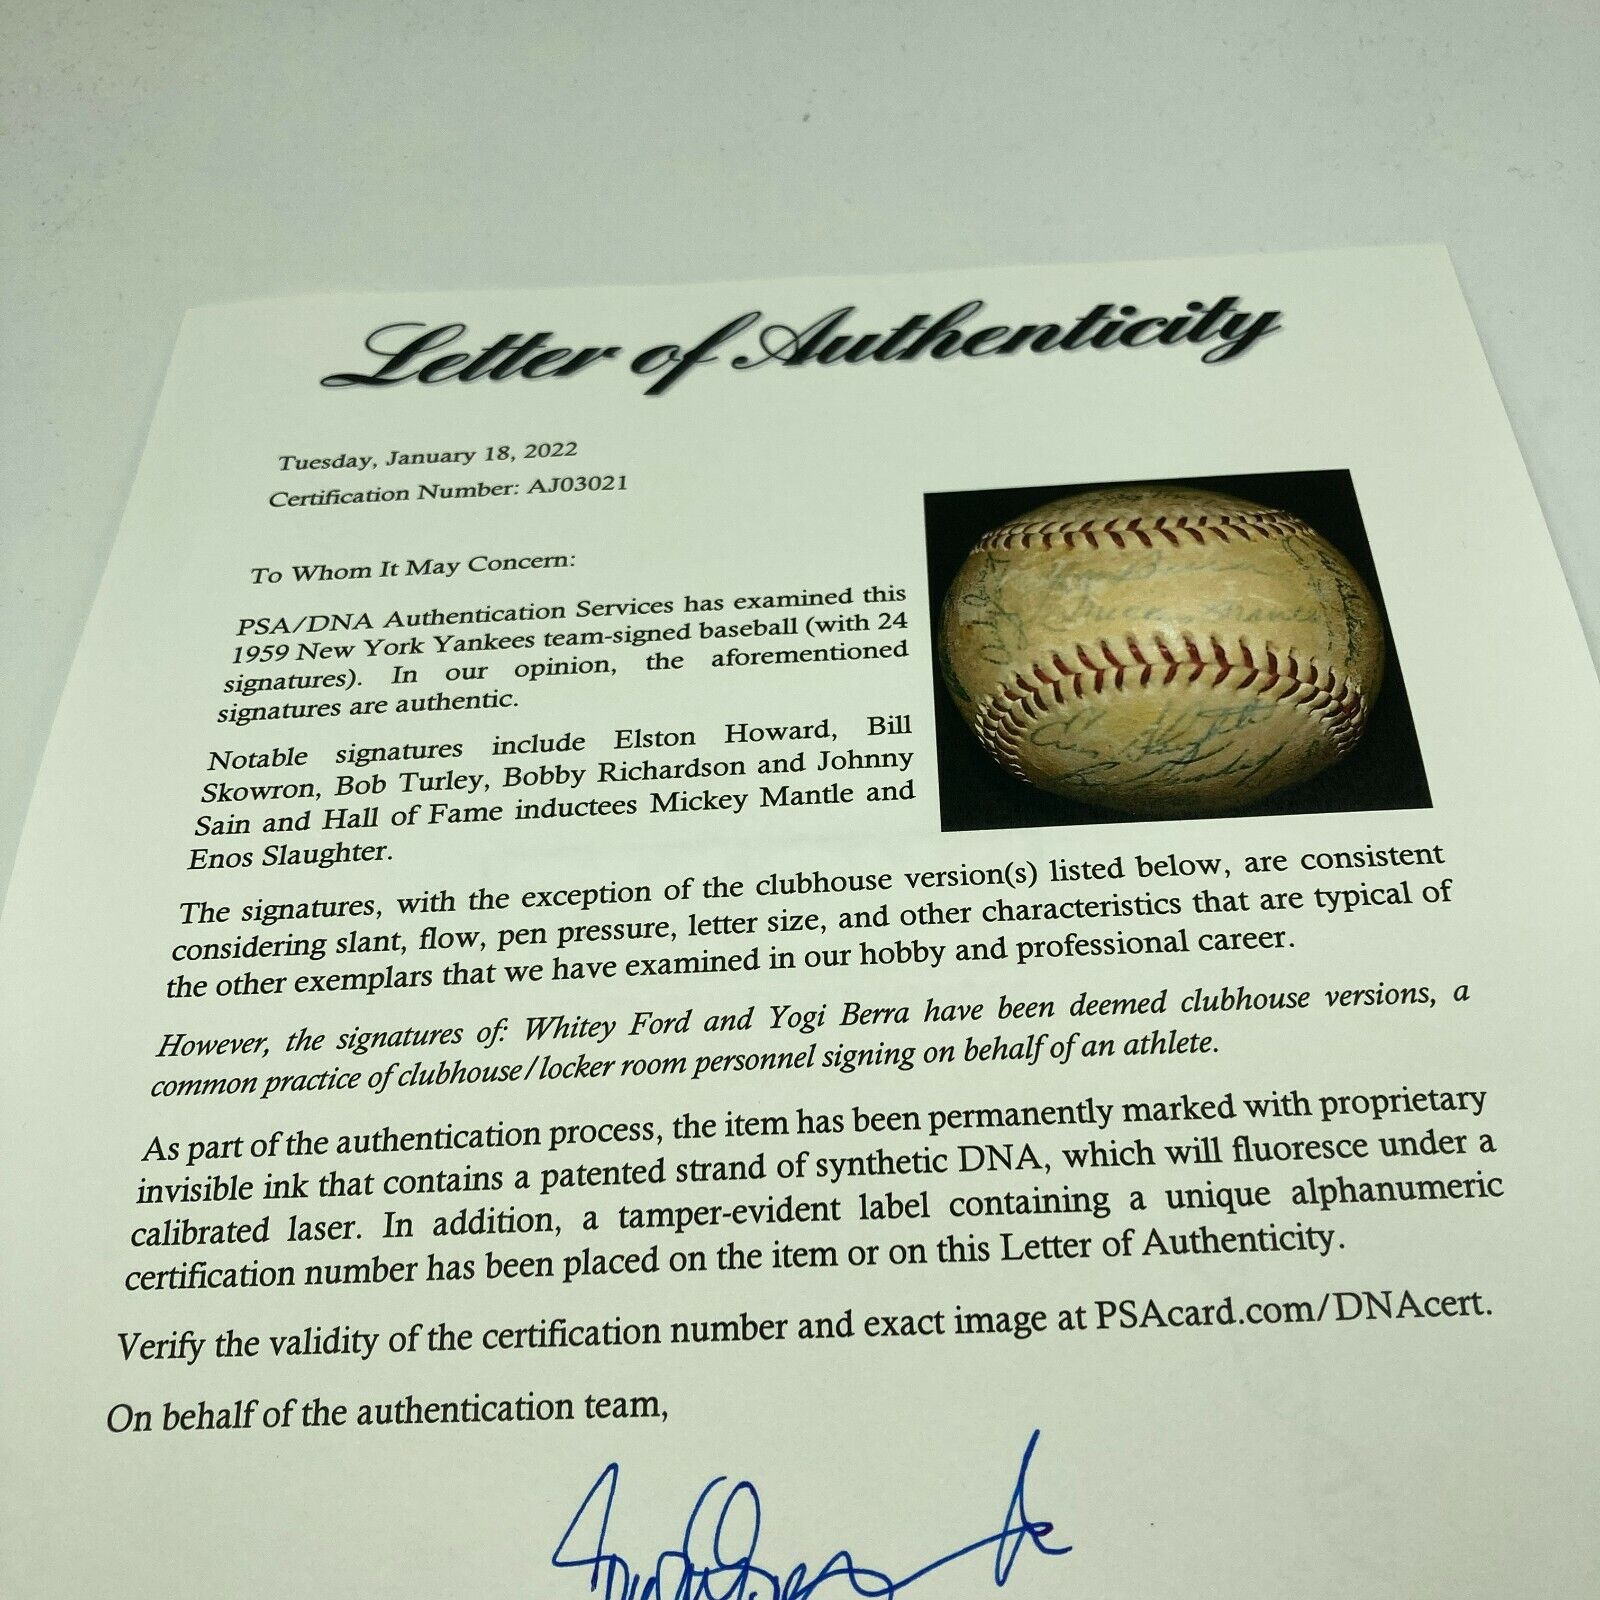 Letter of Authenticity
Tuesday, January 18, 2022
Certification Number: AJ03021
To Whom It May Concern:
PSA/DNA Authentication Services has examined this
1959 New York Yankees team-signed baseball (with 24
signatures). In our opinion, the aforementioned
signatures are authentic.
Notable signatures include Elston Howard, Bill
Skowron, Bob Turley, Bobby Richardson and Johnny
Sain and Hall of Fame inductees Mickey Mantle and
Enos Slaughter.
The signatures, with the exception of the clubhouse version(s) listed below, are consistent
considering slant, flow, pen pressure, letter size, and other characteristics that are typical of
the other exemplars that we have examined in our hobby and professional career.
However, the signatures of: Whitey Ford and Yogi Berra have been deemed clubhouse versions, a
common practice of clubhouse/locker room personnel signing on behalf of an athlete.
As part of the authentication process, the item has been permanently marked with proprietary
invisible ink that contains a patented strand of synthetic DNA, which will fluoresce under a
calibrated laser. In addition, a tamper-evident label containing a unique alphanumeric
certification number has been placed on the item or on this Letter of Authenticity.
Verify the validity of the certification number and exact image at PSAcard.com/DNAcert.
On behalf of the authentication team,